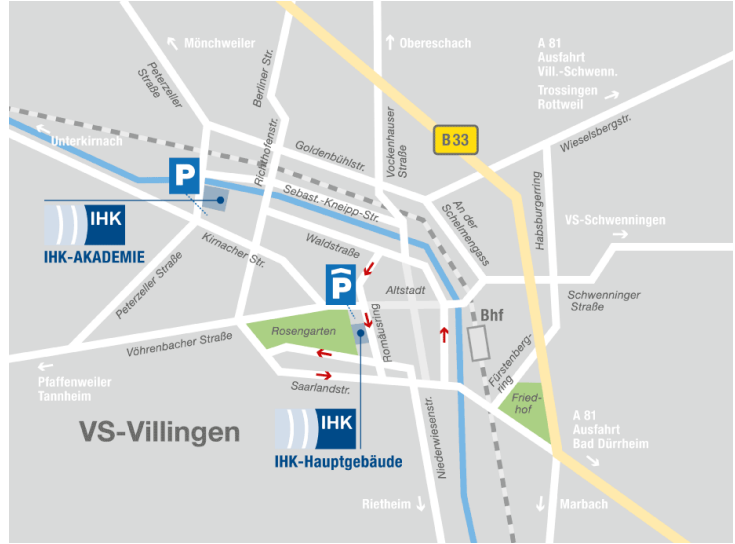 Mönchweiler
Obereschach
A 81
Ausfahrt
Vill.-Schwenn.
Trossingen
Rottweil
Peterzeller
Straße
Berliner Str.
Vockenhauser
Straße
B33
Wieselsbergstr.
Unterkirnach
Goldenbühlstr.
Richthofenstr.
P
Sebast.-Kneipp-Str.
An der
Schelmengass
Habsburgerring
VS-Schwenningen
IHK
IHK-AKADEMIE
Kirnacher Str.
Waldstraße
Peterzeller Straße
P
Altstadt
Schwenninger
Straße
Bhf
Rosengarten
Romäusring
Vöhrenbacher Straße
Fürstenberg-
ring
Pfaffenweiler
Tannheim
Saarlandstr.
Fried-
hof
VS-Villingen
IHK
IHK-Hauptgebäude
Niederwiesenstr.
A 81
Ausfahrt
Bad Dürrheim
Rietheim
Marbach